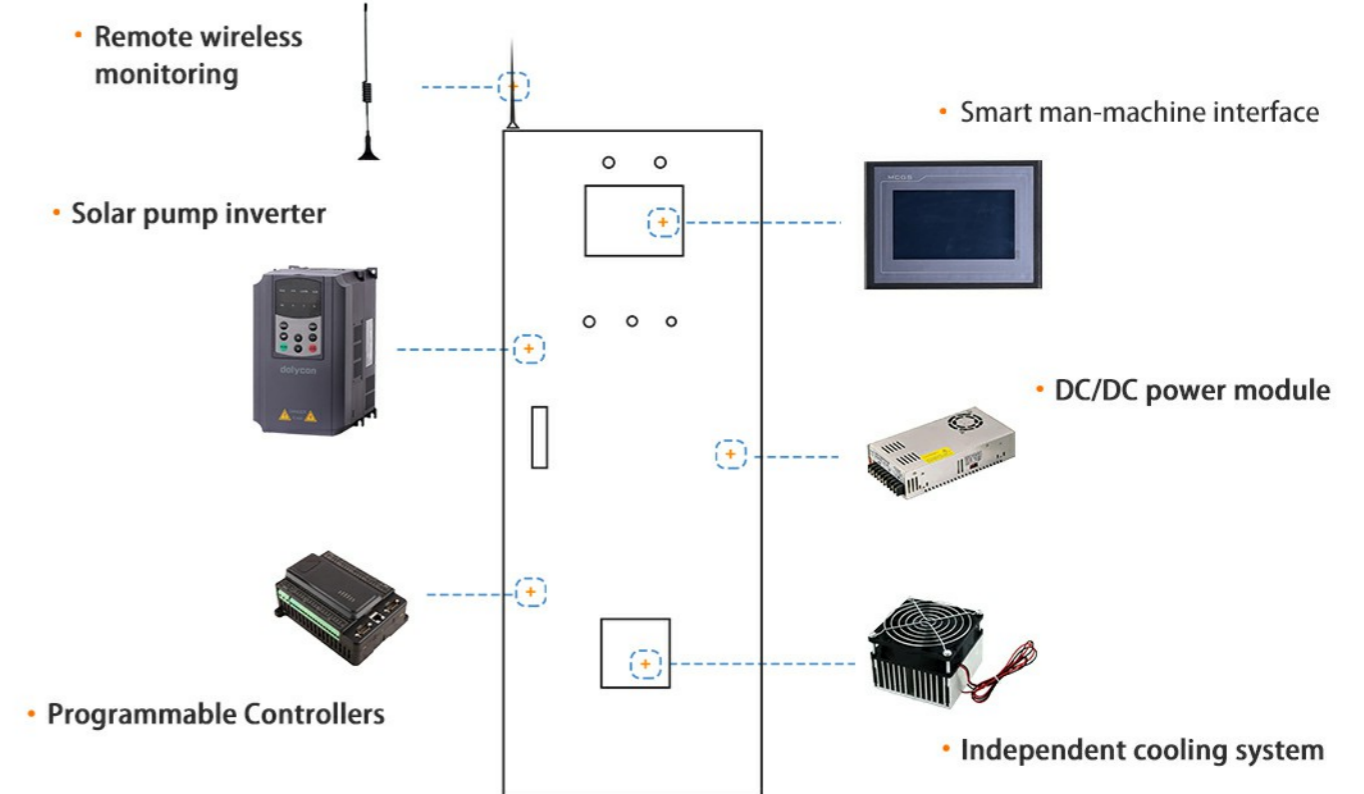 Remote wireless
monitoring
Smart man-machine interface
MCGS
Solar pump inverter
dolycon
DC/DC power module
Programmable Controllers
Independent cooling system